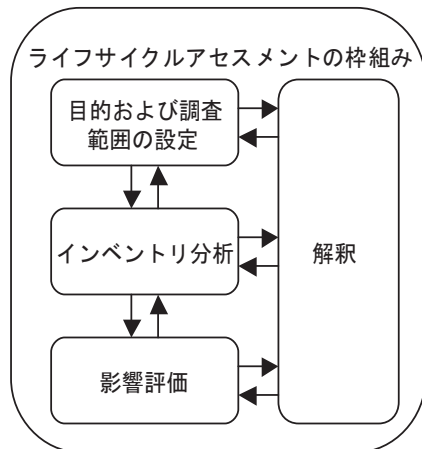 ライフサイクルアセスメントの枠組み
目的および調査
範囲の設定
インベントリ分析
解釈
影響評価